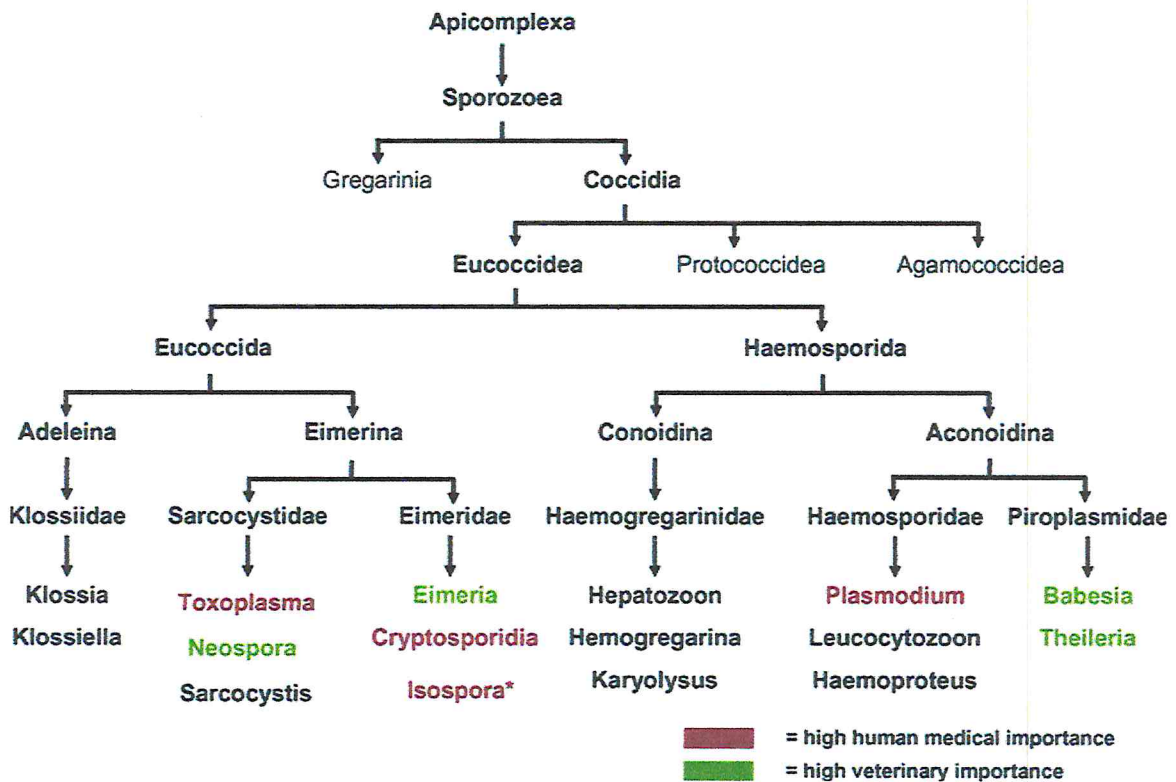 Apicomplexa
Sporozoea
Gregarinia Coccidia
Eucoccidea Protococcidea Agamococcidea
Eucoccida Haemosporida
Adeleina Eimerina Conoidina Aconoidina
Klossiidae Sarcocystidae Eimeridae Haemogregarinidae Haemosporidae Piroplasmidae
Klossia Toxoplasma Eimeria Hepatozoon Plasmodium Babesia
Klossiella Neospora Cryptosporidia Hemogregarina Leucocytozoon Theileria
Sarcocystis Isospora* Karyolysus Haemoproteus
= high human medical importance
= high veterinary importance